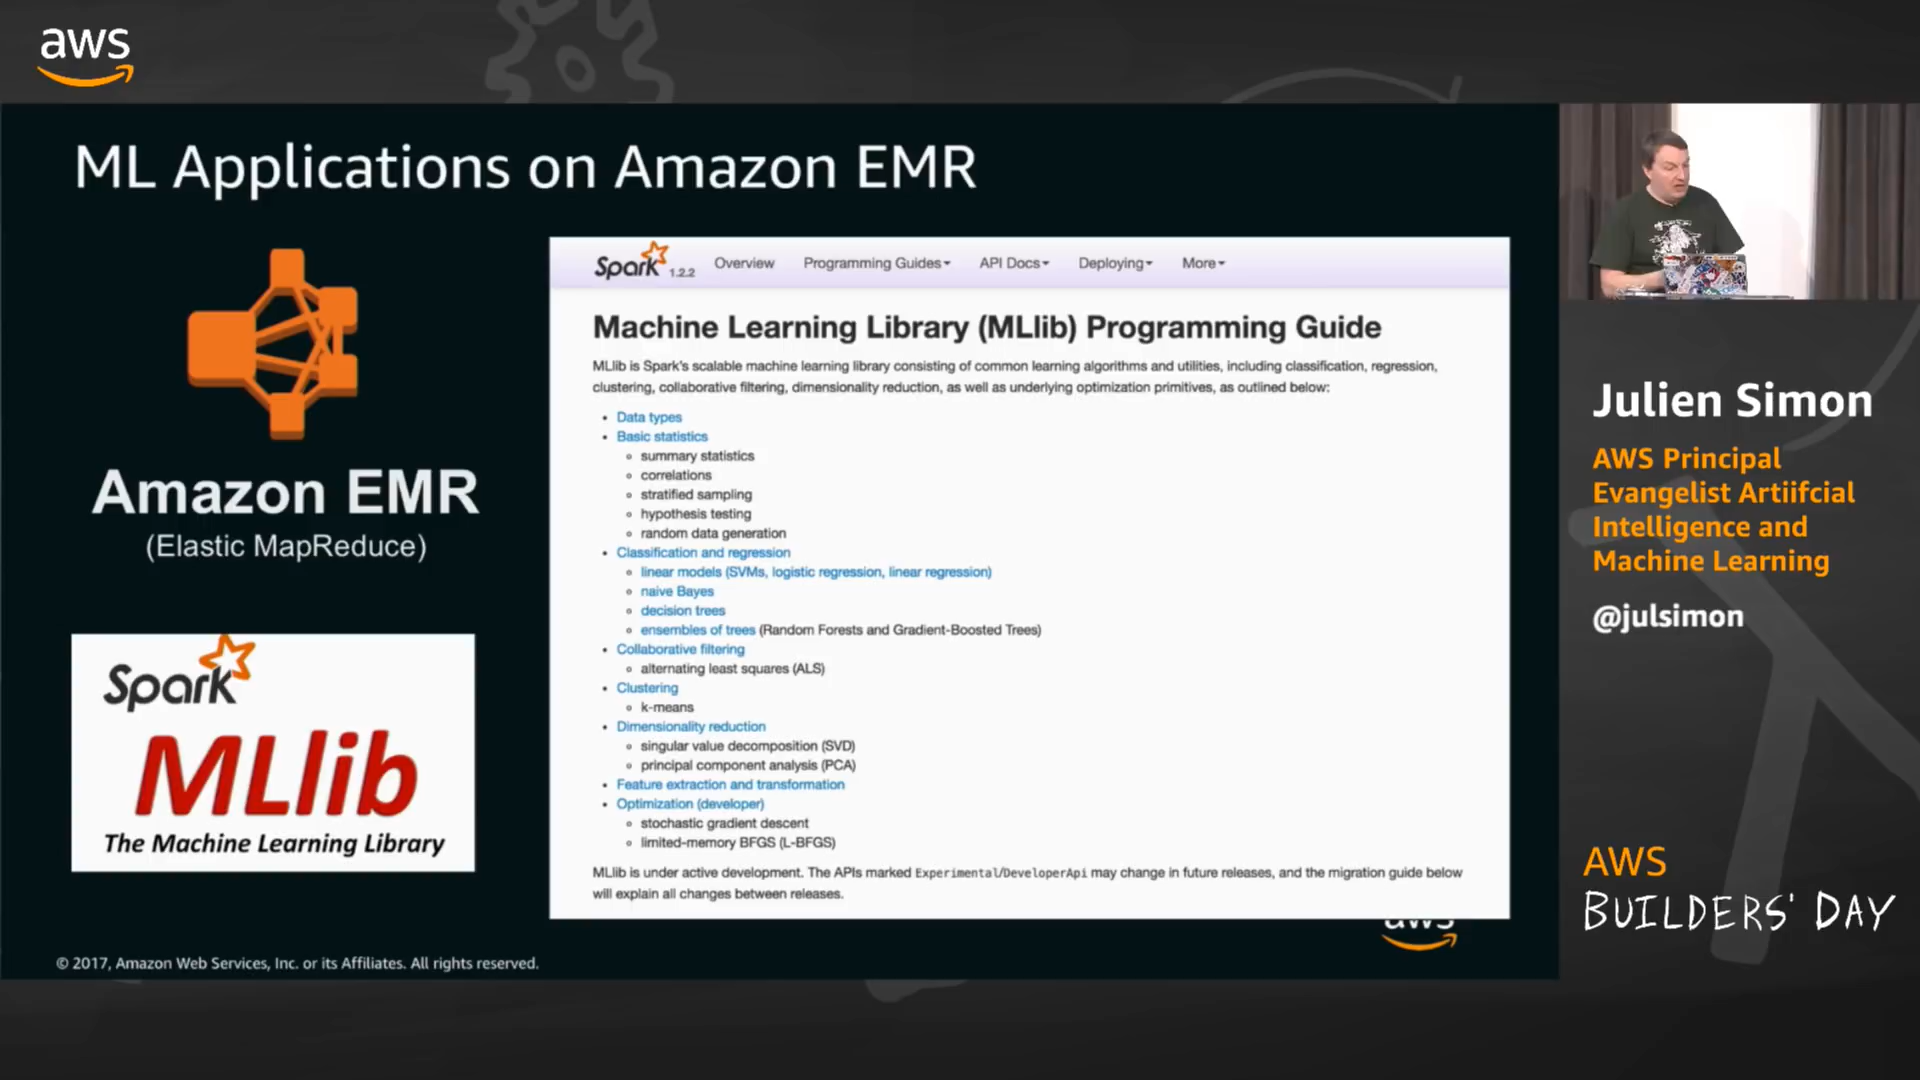 aws
ML Applications on Amazon EMR
Amazon EMR
(Elastic MapReduce)
Spark
MLlib
The Machine Learning Library
Spark 1.2.2 Overview Programming Guides API Docs Deploying More
Machine Learning Library (MLlib) Programming Guide
MLlib is Spark's scalable machine learning library consisting of common learning algorithms and utilities, including classification, regression,
clustering, collaborative filtering, dimensionality reduction, as well as underlying optimization primitives, as outlined below:
• Data types
• Basic statistics
◦ summary statistics
◦ correlations
◦ stratified sampling
◦ hypothesis testing
◦ random data generation
• Classification and regression
◦ linear models (SVMs, logistic regression, linear regression)
◦ naive Bayes
◦ decision trees
◦ ensembles of trees (Random Forests and Gradient-Boosted Trees)
• Collaborative filtering
◦ alternating least squares (ALS)
• Clustering
◦ k-means
• Dimensionality reduction
◦ singular value decomposition (SVD)
◦ principal component analysis (PCA)
• Feature extraction and transformation
• Optimization (developer)
◦ stochastic gradient descent
◦ limited-memory BFGS (L-BFGS)
MLlib is under active development. The APIs marked Experimental/DeveloperApi may change in future releases, and the migration guide below
will explain all changes between releases.
aws
© 2017, Amazon Web Services, Inc. or its Affiliates. All rights reserved.
Julien Simon
AWS Principal
Evangelist Artiifcial
Intelligence and
Machine Learning
@julsimon
AWS
BUILDERS' DAY